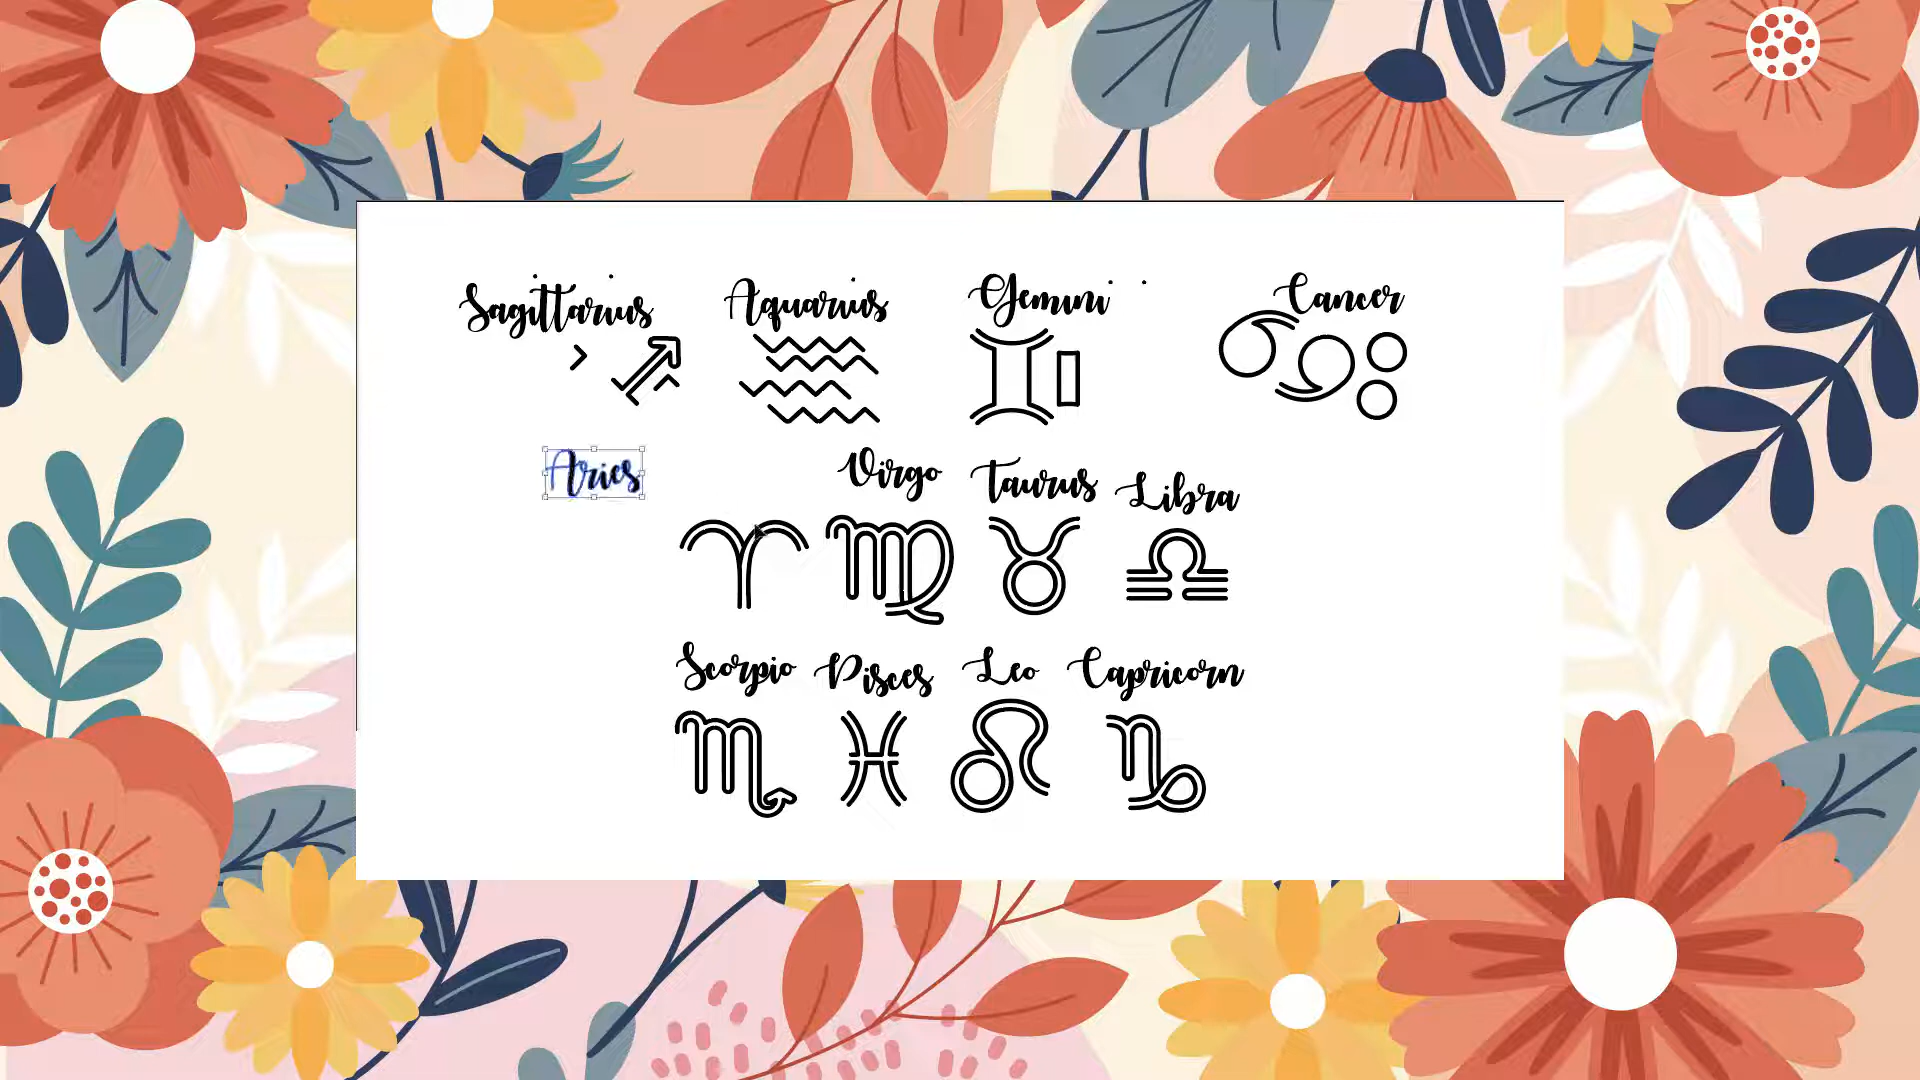 Sagittarius Aquarius Gemini Cancer
Aries Virgo Taurus Libra
Scorpio Pisces Leo Capricorn